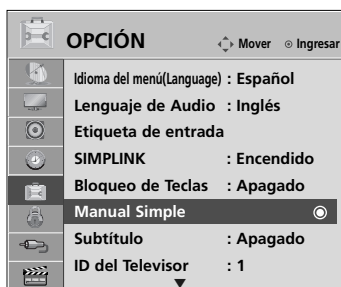 OPCIÓN Mover Ingresar
Idioma del menú(Language) : Español
Lenguaje de Audio : Inglés
Etiqueta de entrada
SIMPLINK : Encendido
Bloqueo de Teclas : Apagado
Manual Simple
Subtítulo : Apagado
ID del Televisor : 1